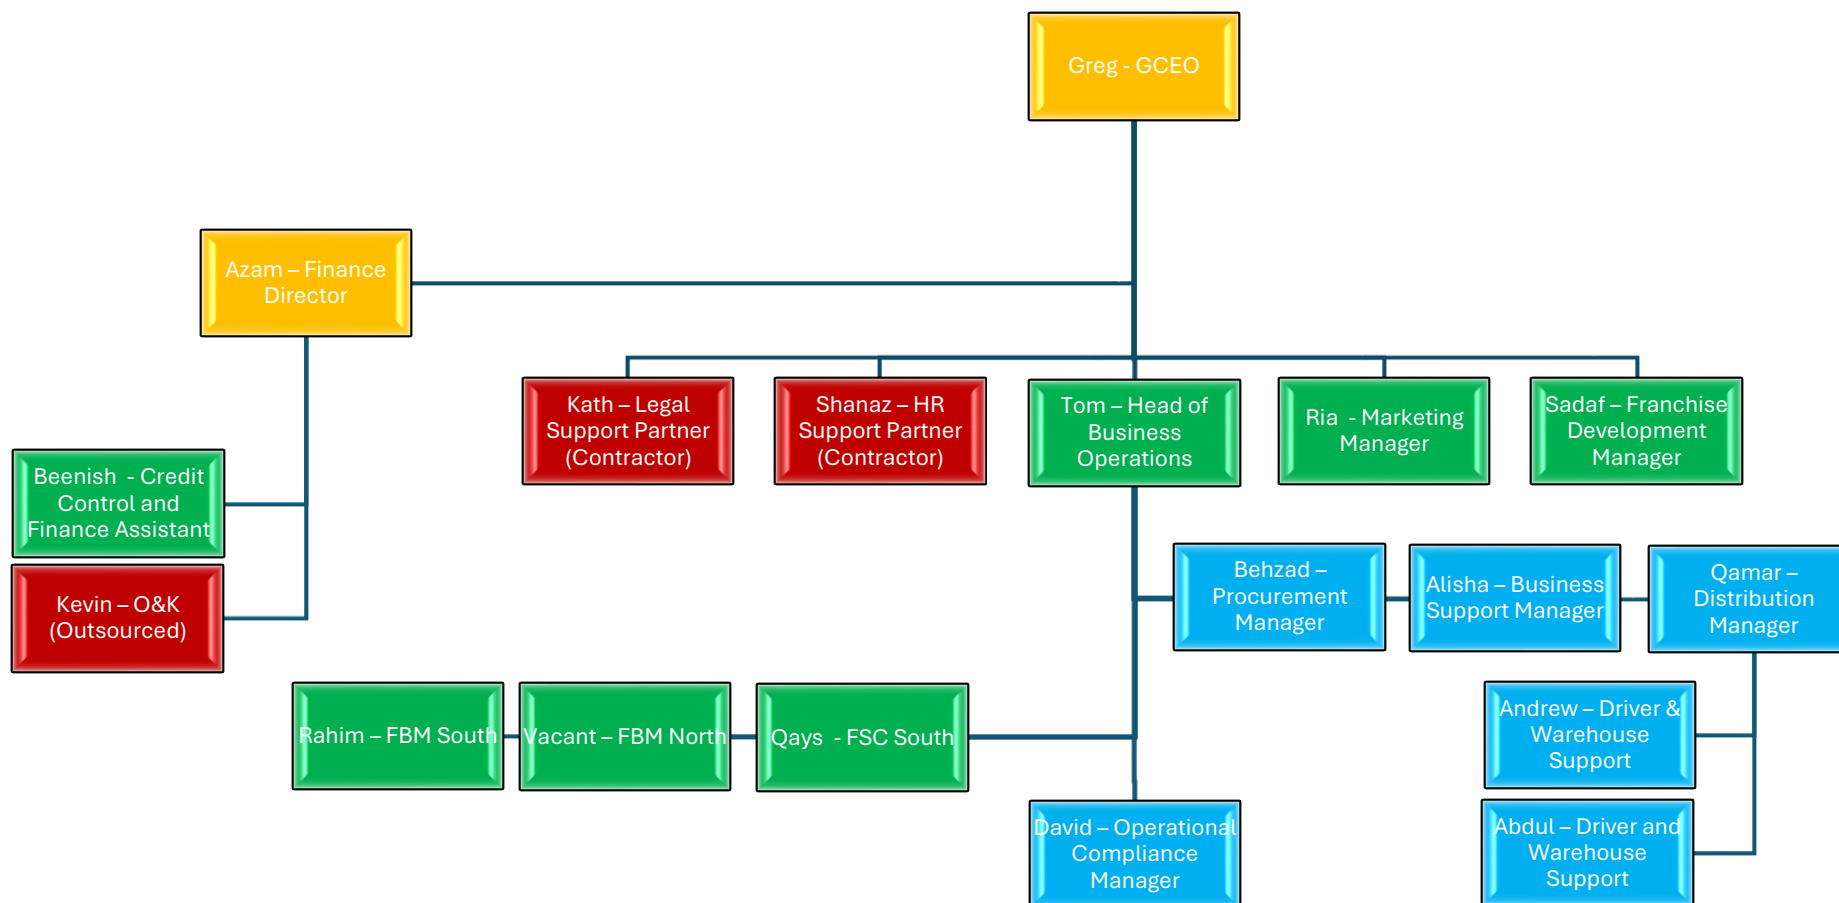 Greg - GCEO
Azam – Finance
Director
Kath – Legal
Support Partner
(Contractor)
Shanaz – HR
Support Partner
(Contractor)
Tom – Head of
Business
Operations
Ria  - Marketing
Manager
Sadaf – Franchise
Development
Manager
Beenish  - Credit
Control and
Finance Assistant
Kevin – O&K
(Outsourced)
Behzad –
Procurement
Manager
Alisha – Business
Support Manager
Qamar –
Distribution
Manager
Rahim – FBM South
Vacant – FBM North
Qays  - FSC South
Andrew – Driver &
Warehouse
Support
David – Operational
Compliance
Manager
Abdul – Driver and
Warehouse
Support